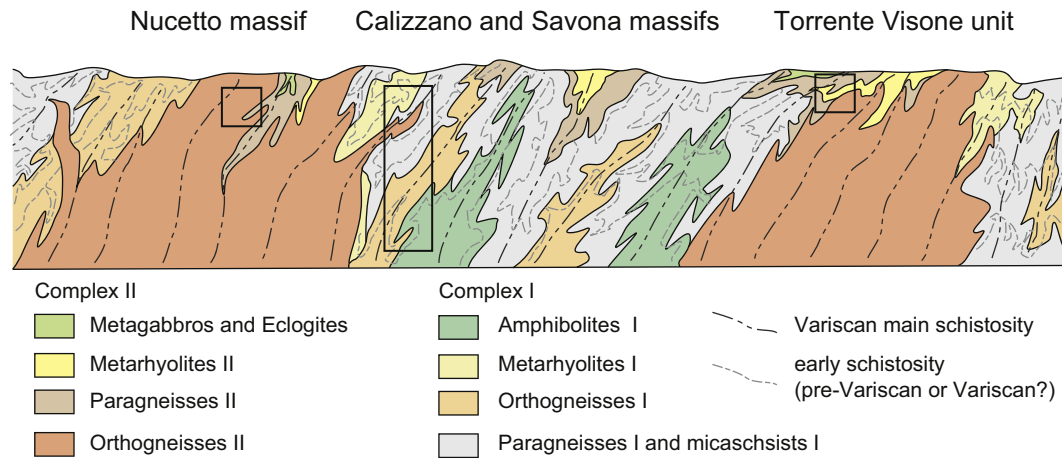 Nucetto massif
Calizzano and Savona massifs
Torrente Visone unit
Complex II
Metagabbros and Eclogites
Metarhyolites II
Paragneisses II
Orthogneisses II
Complex I
Amphibolites I
Metarhyolites I
Orthogneisses I
Paragneisses I and micaschsists I
Variscan main schistosity
early schistosity
(pre-Variscan or Variscan?)